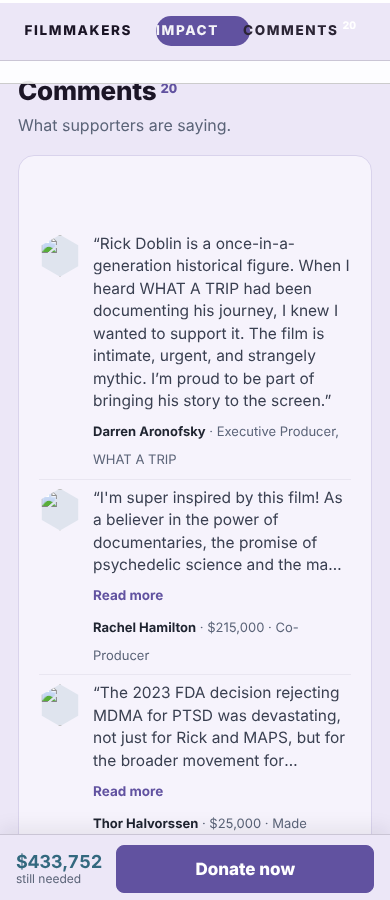 FILMMAKERS IMPACT COMMENTS 20
Comments 20
What supporters are saying.
“Rick Doblin is a once-in-a-
generation historical figure. When I
heard WHAT A TRIP had been
documenting his journey, I knew I
wanted to support it. The film is
intimate, urgent, and strangely
mythic. I’m proud to be part of
bringing his story to the screen.”
Darren Aronofsky · Executive Producer,
WHAT A TRIP
“I'm super inspired by this film! As
a believer in the power of
documentaries, the promise of
psychedelic science and the ma...
Read more
Rachel Hamilton · $215,000 · Co-
Producer
“The 2023 FDA decision rejecting
MDMA for PTSD was devastating,
not just for Rick and MAPS, but for
the broader movement for...
Read more
Thor Halvorssen · $25,000 · Made
$433,752
still needed
Donate now